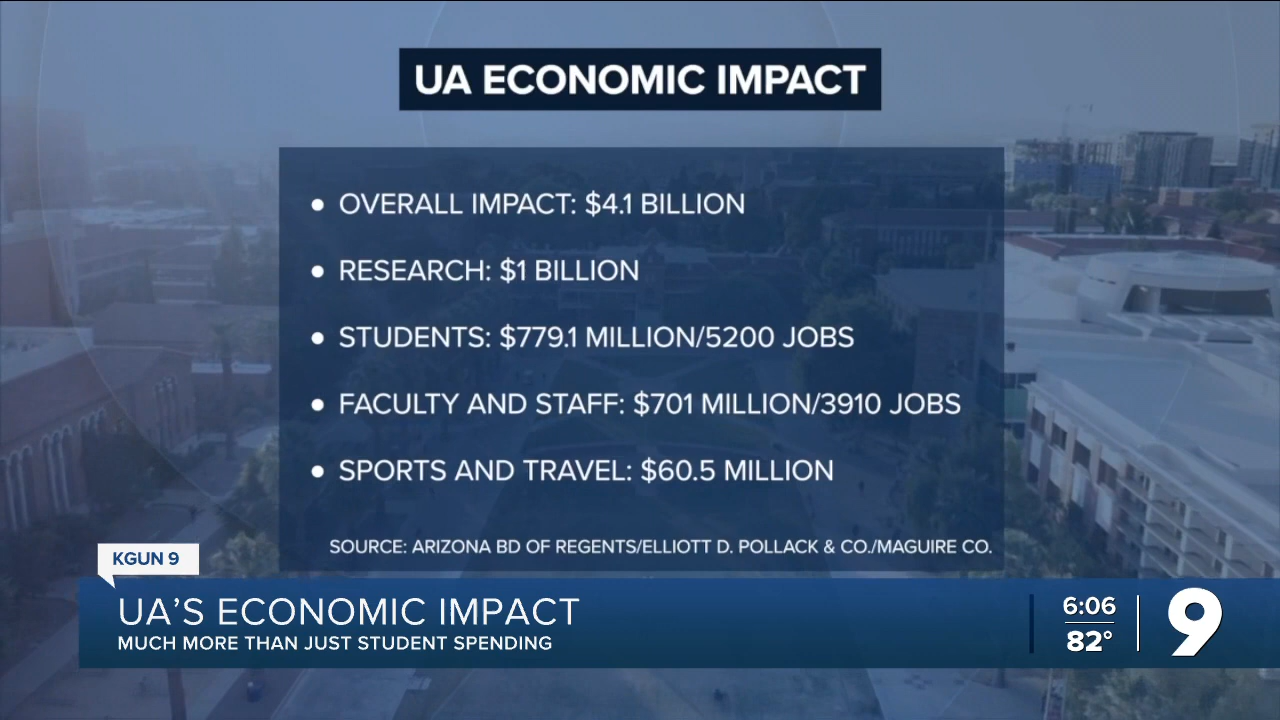 UA ECONOMIC IMPACT
• OVERALL IMPACT: $4.1 BILLION
• RESEARCH: $1 BILLION
• STUDENTS: $779.1 MILLION/5200 JOBS
• FACULTY AND STAFF: $701 MILLION/3910 JOBS
• SPORTS AND TRAVEL: $60.5 MILLION
SOURCE: ARIZONA BD OF REGENTS/ELLIOTT D. POLLACK & CO./MAGUIRE CO.
KGUN 9
UA’S ECONOMIC IMPACT
MUCH MORE THAN JUST STUDENT SPENDING
6:06
82°
9